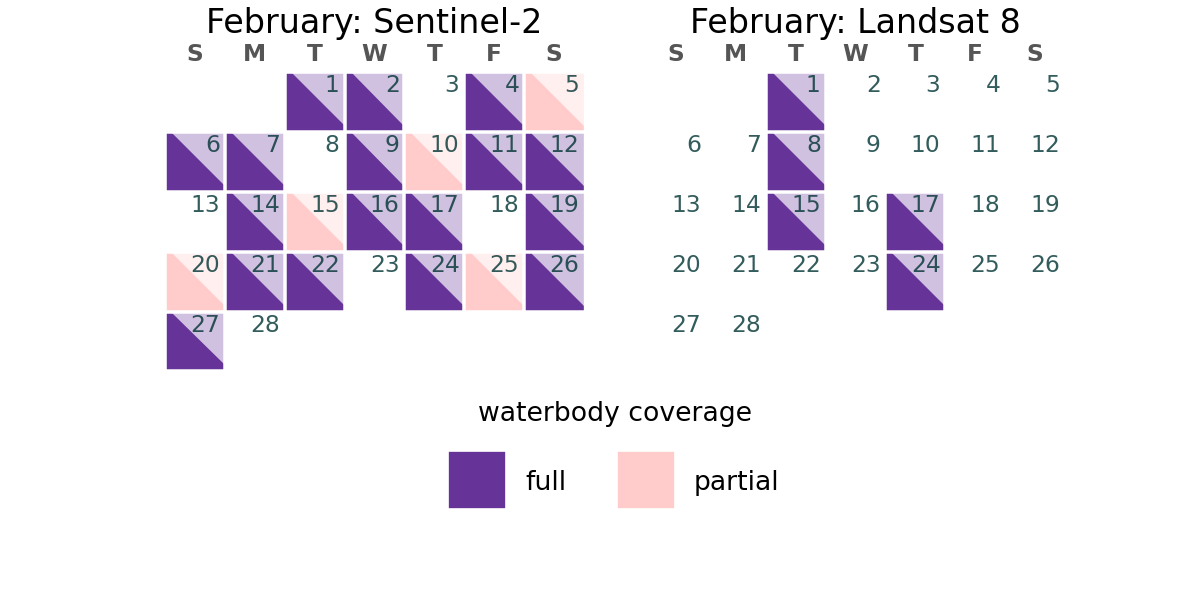 February: Sentinel-2
S M T W T F S
1 2 3 4 5
6 7 8 9 10 11 12
13 14 15 16 17 18 19
20 21 22 23 24 25 26
27 28
February: Landsat 8
S M T W T F S
1 2 3 4 5
6 7 8 9 10 11 12
13 14 15 16 17 18 19
20 21 22 23 24 25 26
27 28
waterbody coverage
full partial